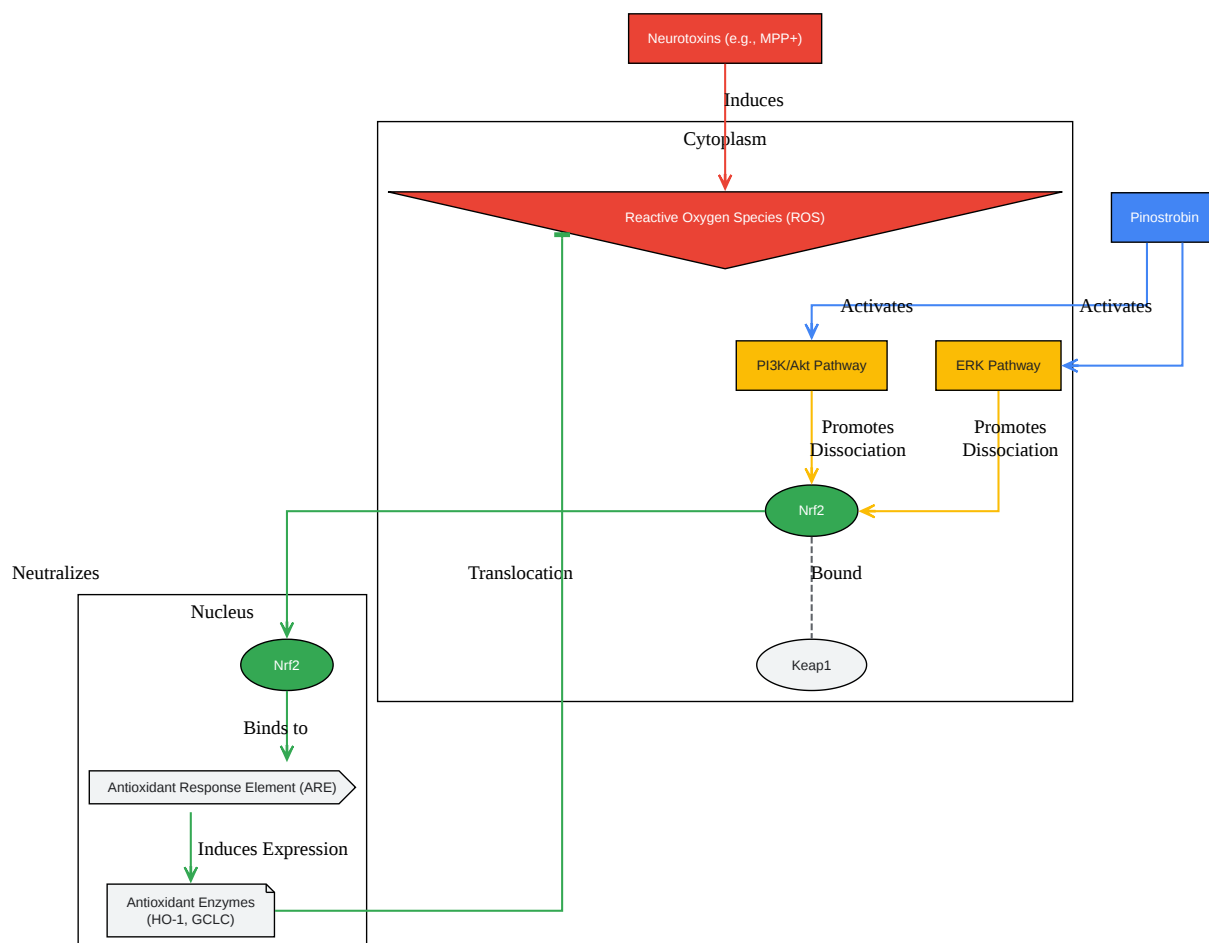 Neurotoxins (e.g., MPP+)
Induces
Cytoplasm
Reactive Oxygen Species (ROS)
Pinostrobin
Activates
Activates
PI3K/Akt Pathway
ERK Pathway
Promotes
Dissociation
Promotes
Dissociation
Nrf2
Neutralizes
Translocation
Bound
Nucleus
Nrf2
Keap1
Binds to
Antioxidant Response Element (ARE)
Induces Expression
Antioxidant Enzymes
(HO-1, GCLC)